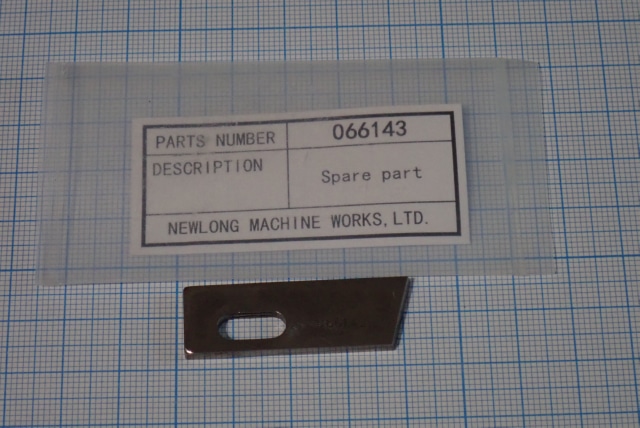 PARTS NUMBER 066143
DESCRIPTION Spare part
NEWLONG MACHINE WORKS,LTD.